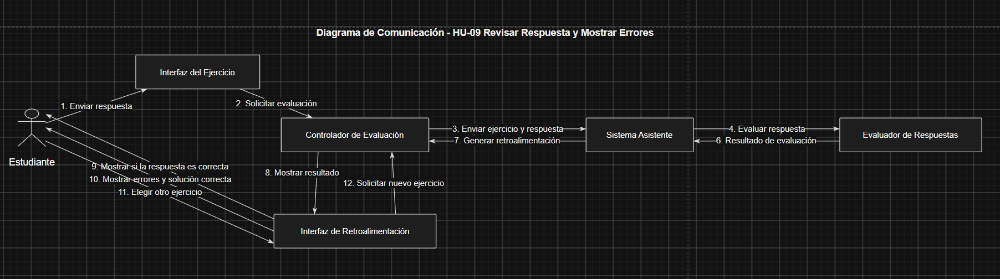 Diagrama de Comunicación - HU-09 Revisar Respuesta y Mostrar Errores
Interfaz del Ejercicio
1. Enviar respuesta
2. Solicitar evaluación
Controlador de Evaluación
3. Enviar ejercicio y respuesta
7. Generar retroalimentación
Sistema Asistente
4. Evaluar respuesta
6. Resultado de evaluación
Evaluador de Respuestas
Estudiante
9. Mostrar si la respuesta es correcta
10. Mostrar errores y solución correcta
11. Elegir otro ejercicio
8. Mostrar resultado
12. Solicitar nuevo ejercicio
Interfaz de Retroalimentación